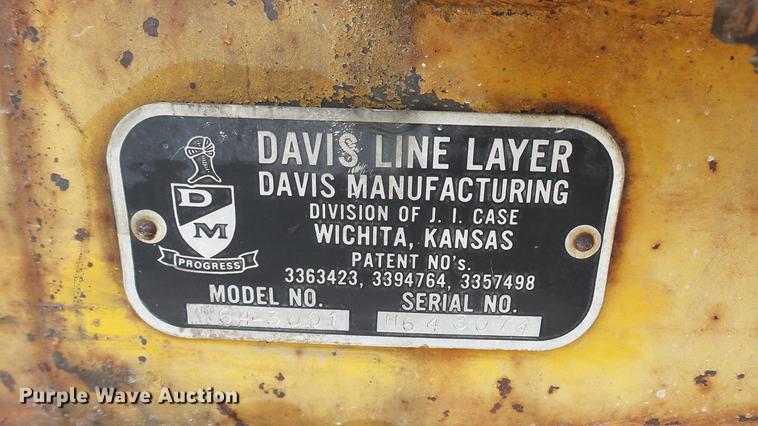 DAVIS LINE LAYER
DAVIS MANUFACTURING
DIVISION OF J. I. CASE
WICHITA, KANSAS
PATENT NO's.
3363423, 3394764, 3357498
D
M
PROGRESS
MODEL NO. SERIAL NO.
Purple Wave Auction